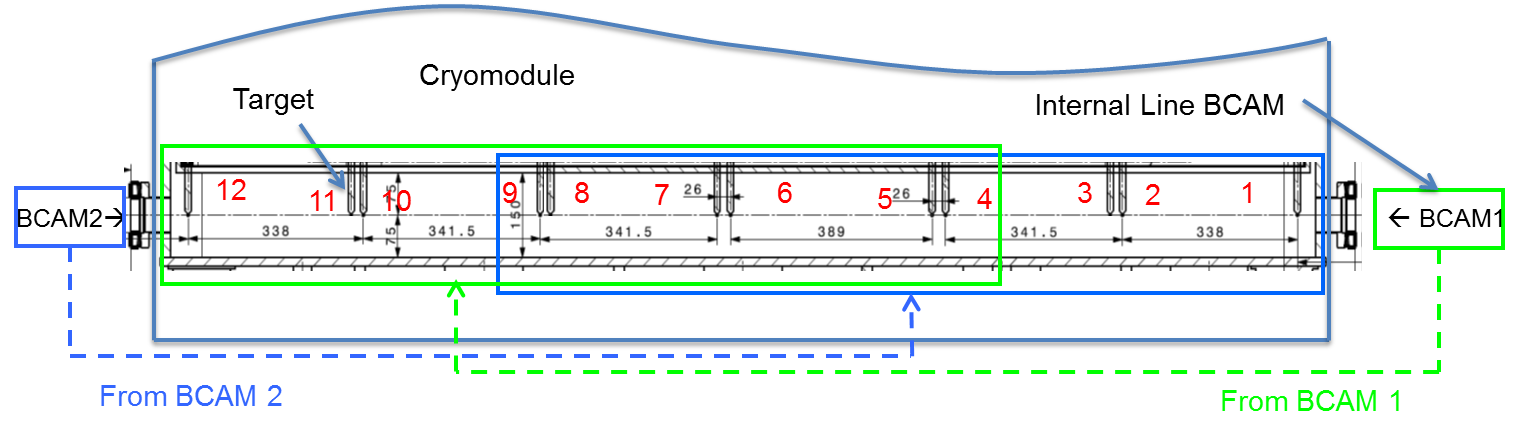 Cryomodule
Target
Internal Line BCAM
12 11 10 9 8 7 6 5 4 3 2 1
75 26 26
BCAM2→ 150 ← BCAM1
338 341.5 341.5 389 341.5 338
75
From BCAM 2
From BCAM 1